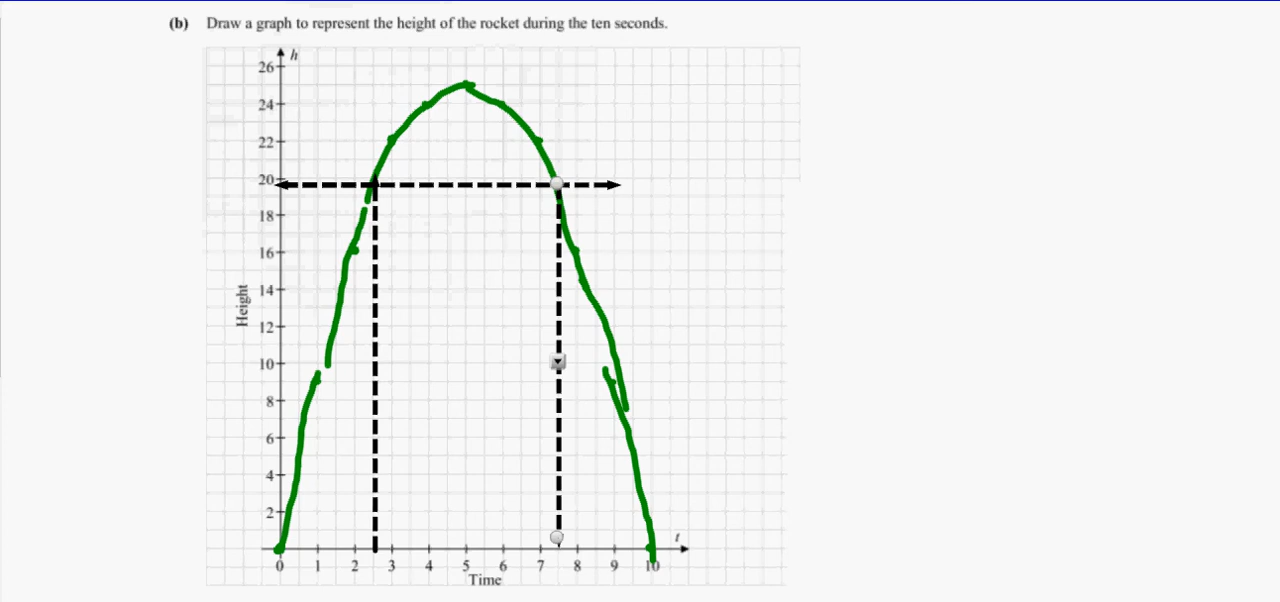 (b) Draw a graph to represent the height of the rocket during the ten seconds.
h
26
24
22
20
18
16
14
12
10
8
6
4
2
Height
t
0 1 2 3 4 5 6 7 8 9 10
Time